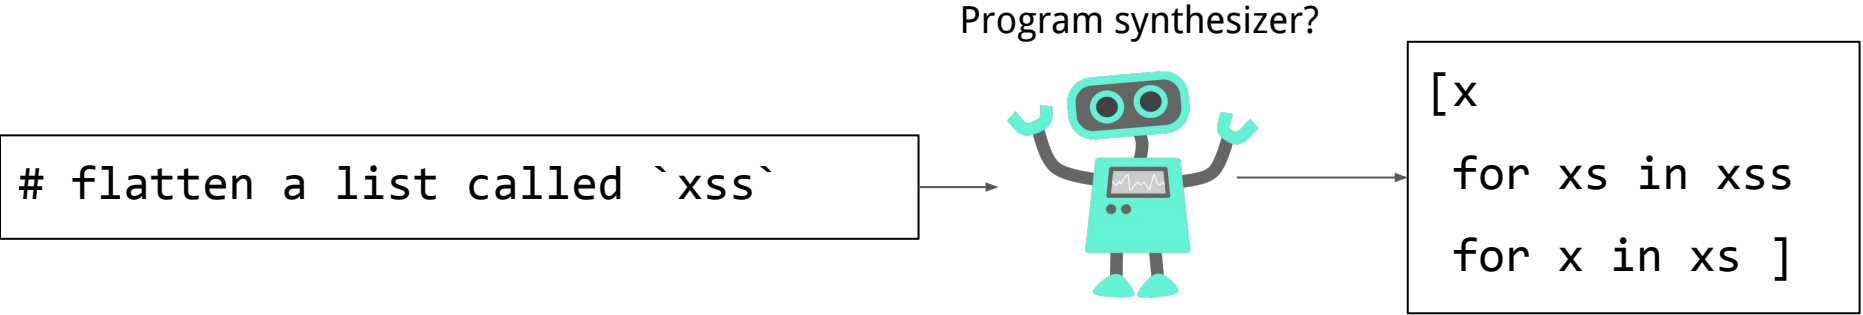 Program synthesizer?
# flatten a list called `xss`
[x
for xs in xss
for x in xs ]